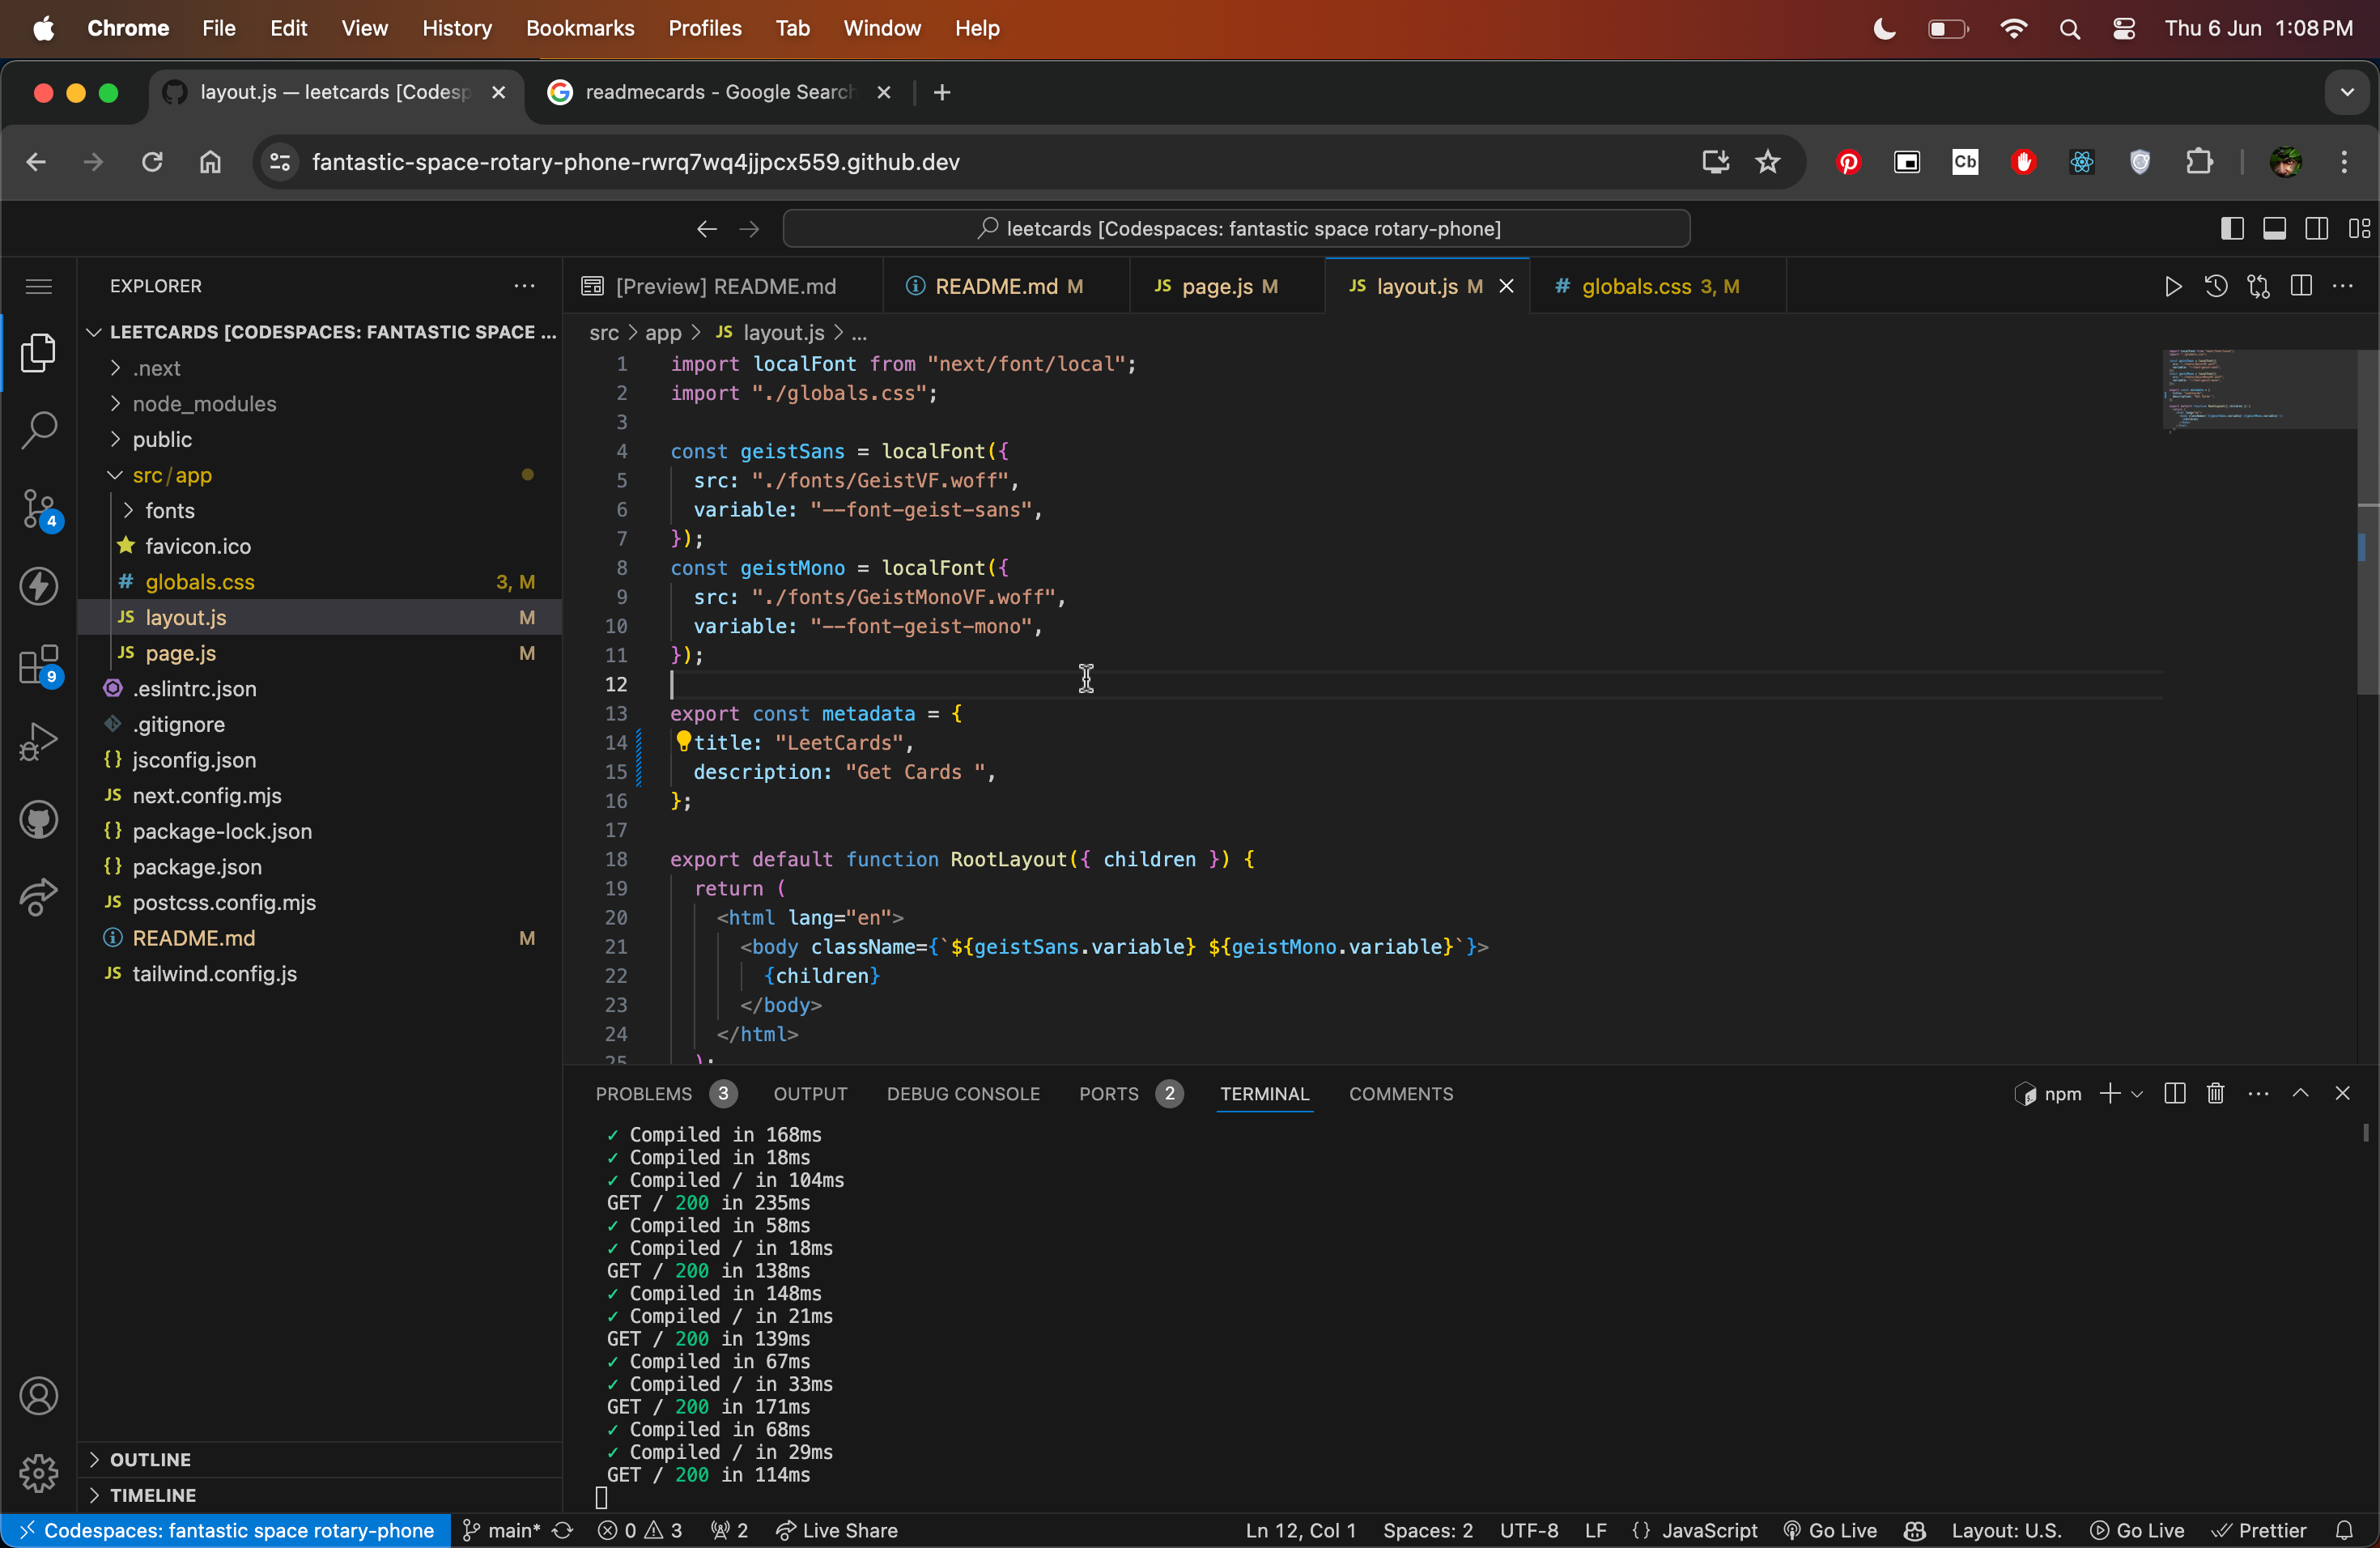 Chrome File Edit View History Bookmarks Profiles Tab Window Help Thu 6 Jun 1:08 PM
layout.js — leetcards [Codesp readmecards - Google Search
fantastic-space-rotary-phone-rwrq7wq4jjpcx559.github.dev
Cb
leetcards [Codespaces: fantastic space rotary-phone]
EXPLORER
LEETCARDS [CODESPACES: FANTASTIC SPACE ...
.next
node_modules
public
src/app
fonts
favicon.ico
# globals.css 3, M
JS layout.js M
JS page.js M
.eslintrc.json
.gitignore
{} jsconfig.json
JS next.config.mjs
{} package-lock.json
{} package.json
JS postcss.config.mjs
README.md M
JS tailwind.config.js
4
9
OUTLINE
TIMELINE
[Preview] README.md README.md M JS page.js M JS layout.js M # globals.css 3, M
src > app > JS layout.js > ...
1 import localFont from "next/font/local";
2 import "./globals.css";
3
4 const geistSans = localFont({
5 src: "./fonts/GeistVF.woff",
6 variable: "--font-geist-sans",
7 });
8 const geistMono = localFont({
9 src: "./fonts/GeistMonoVF.woff",
10 variable: "--font-geist-mono",
11 });
12
13 export const metadata = {
14 title: "LeetCards",
15 description: "Get Cards ",
16 };
17
18 export default function RootLayout({ children }) {
19 return (
20 <html lang="en">
21 <body className={`${geistSans.variable} ${geistMono.variable}`}>
22 {children}
23 </body>
24 </html>
25 );
PROBLEMS 3 OUTPUT DEBUG CONSOLE PORTS 2 TERMINAL COMMENTS npm
✓ Compiled in 168ms
✓ Compiled in 18ms
✓ Compiled / in 104ms
GET / 200 in 235ms
✓ Compiled in 58ms
✓ Compiled / in 18ms
GET / 200 in 138ms
✓ Compiled in 148ms
✓ Compiled / in 21ms
GET / 200 in 139ms
✓ Compiled in 67ms
✓ Compiled / in 33ms
GET / 200 in 171ms
✓ Compiled in 68ms
✓ Compiled / in 29ms
GET / 200 in 114ms
Codespaces: fantastic space rotary-phone main* 0 3 2 Live Share Ln 12, Col 1 Spaces: 2 UTF-8 LF {} JavaScript Go Live Layout: U.S. Go Live Prettier